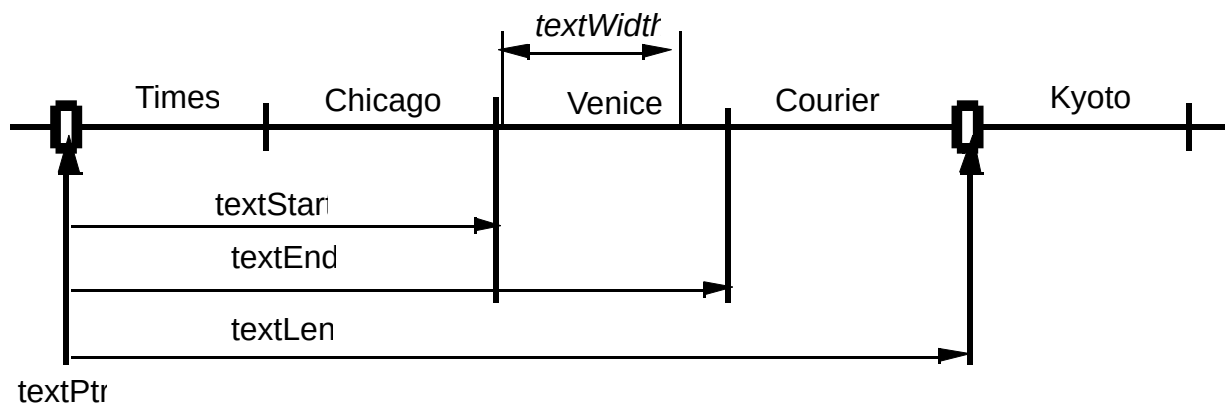 textWidth
Times
Chicago
Venice
Courier
Kyoto
textStart
textEnd
textLen
textPtr